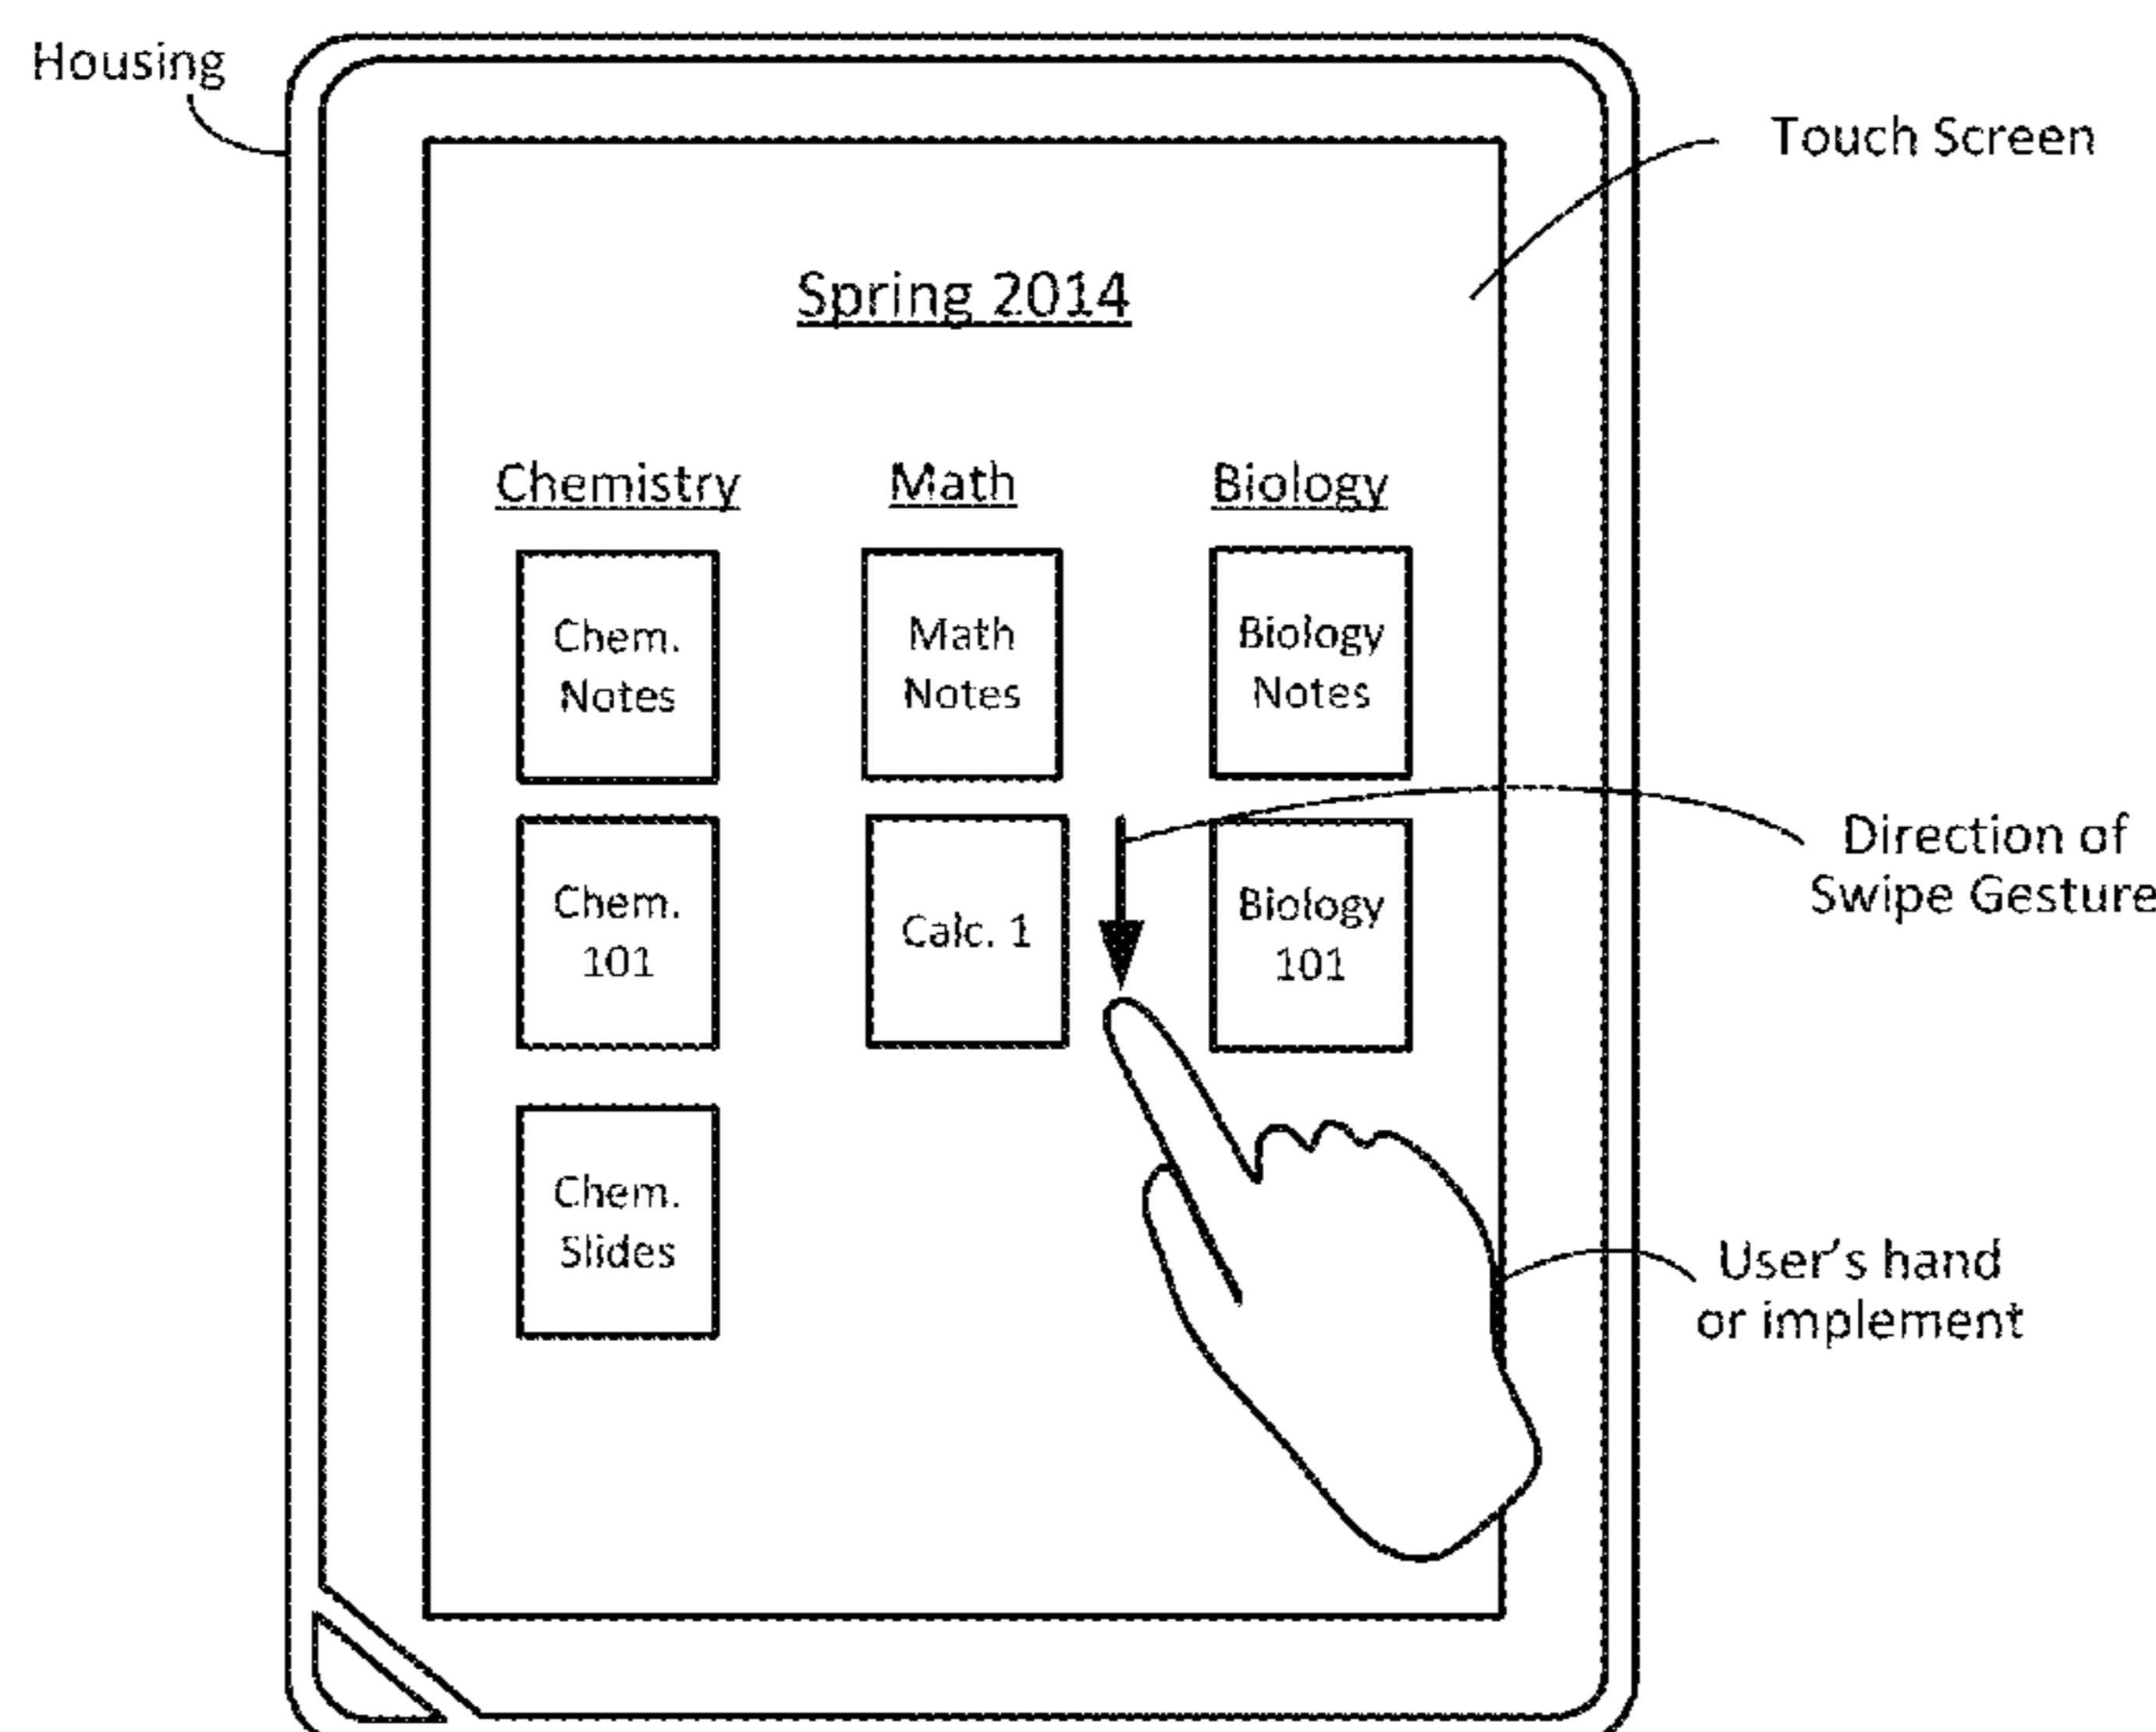 Housing
Touch Screen
Spring 2014
Chemistry
Math
Biology
Chem.
Notes
Math
Notes
Biology
Notes
Direction of
Swipe Gesture
Chem.
101
Calc. 1
Biology
101
Chem.
Slides
User's hand
or implement